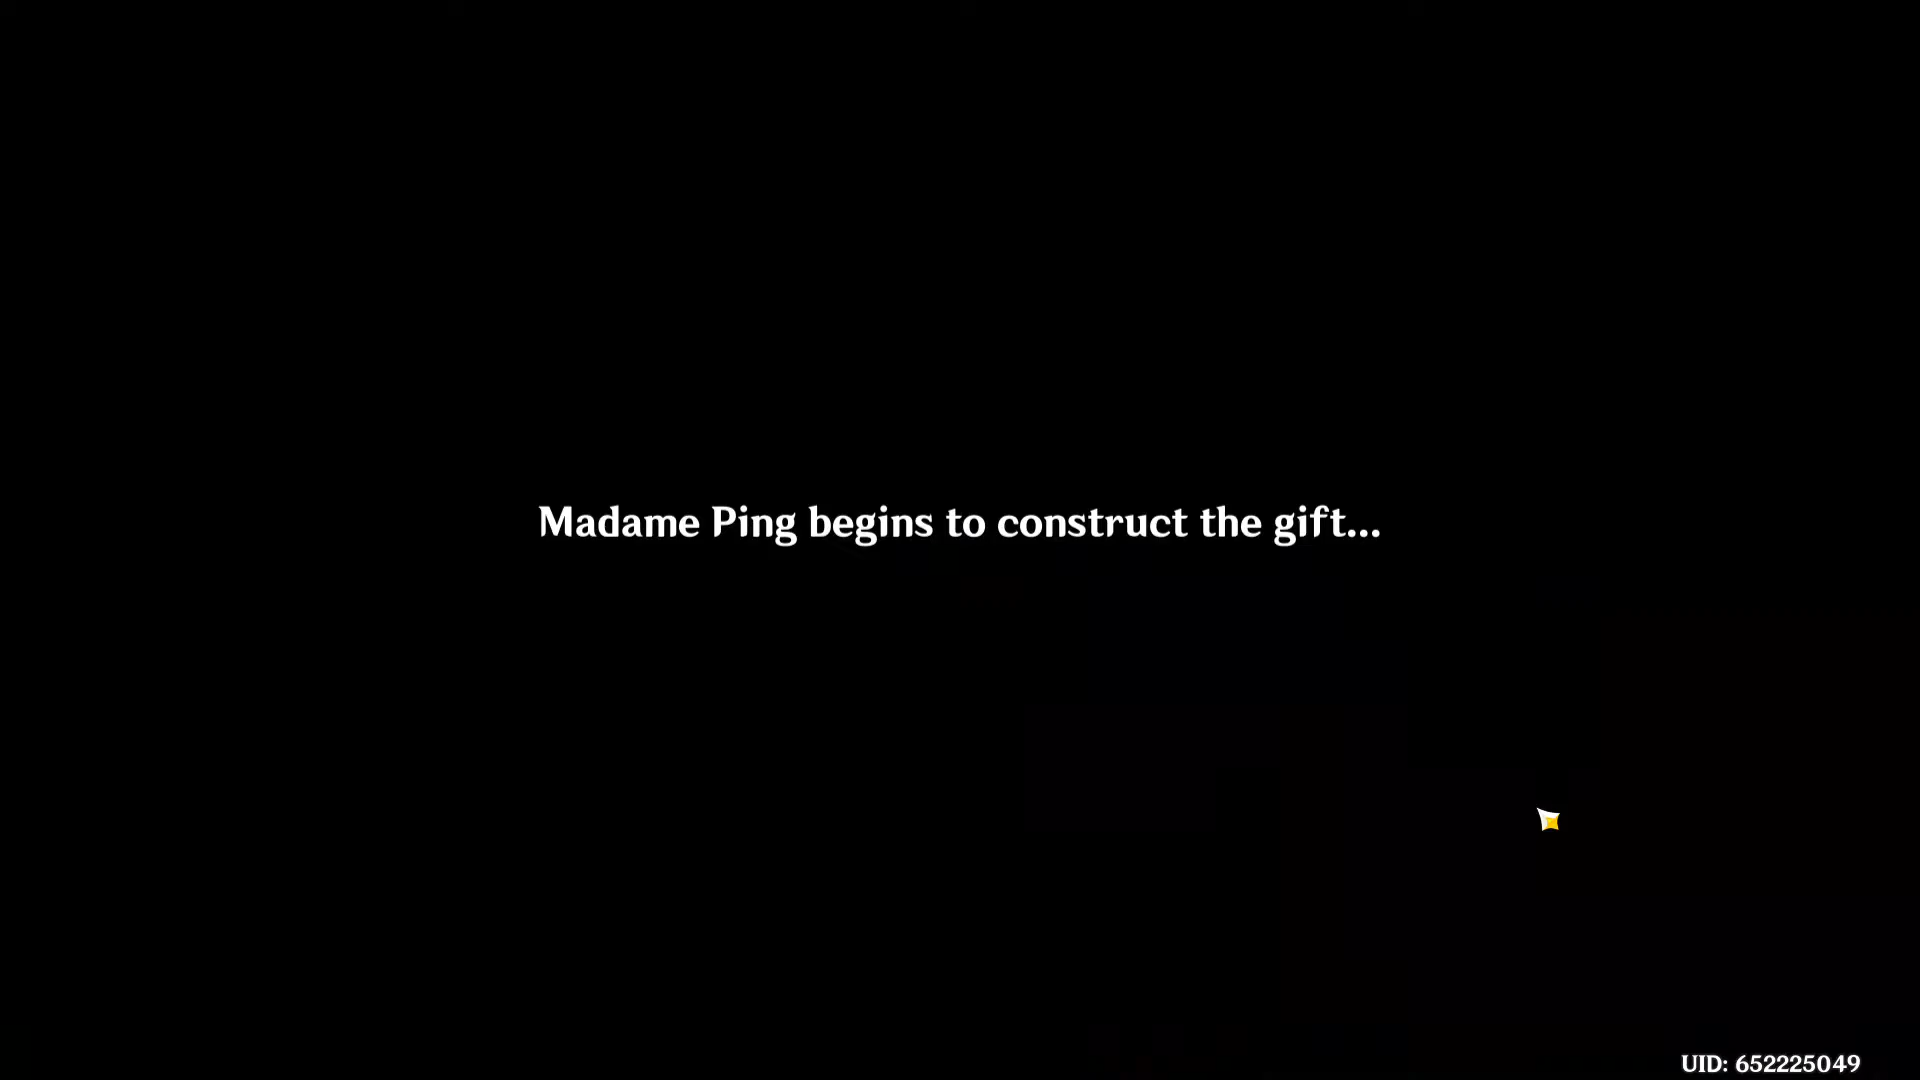 Madame Ping begins to construct the gift...
UID: 652225049